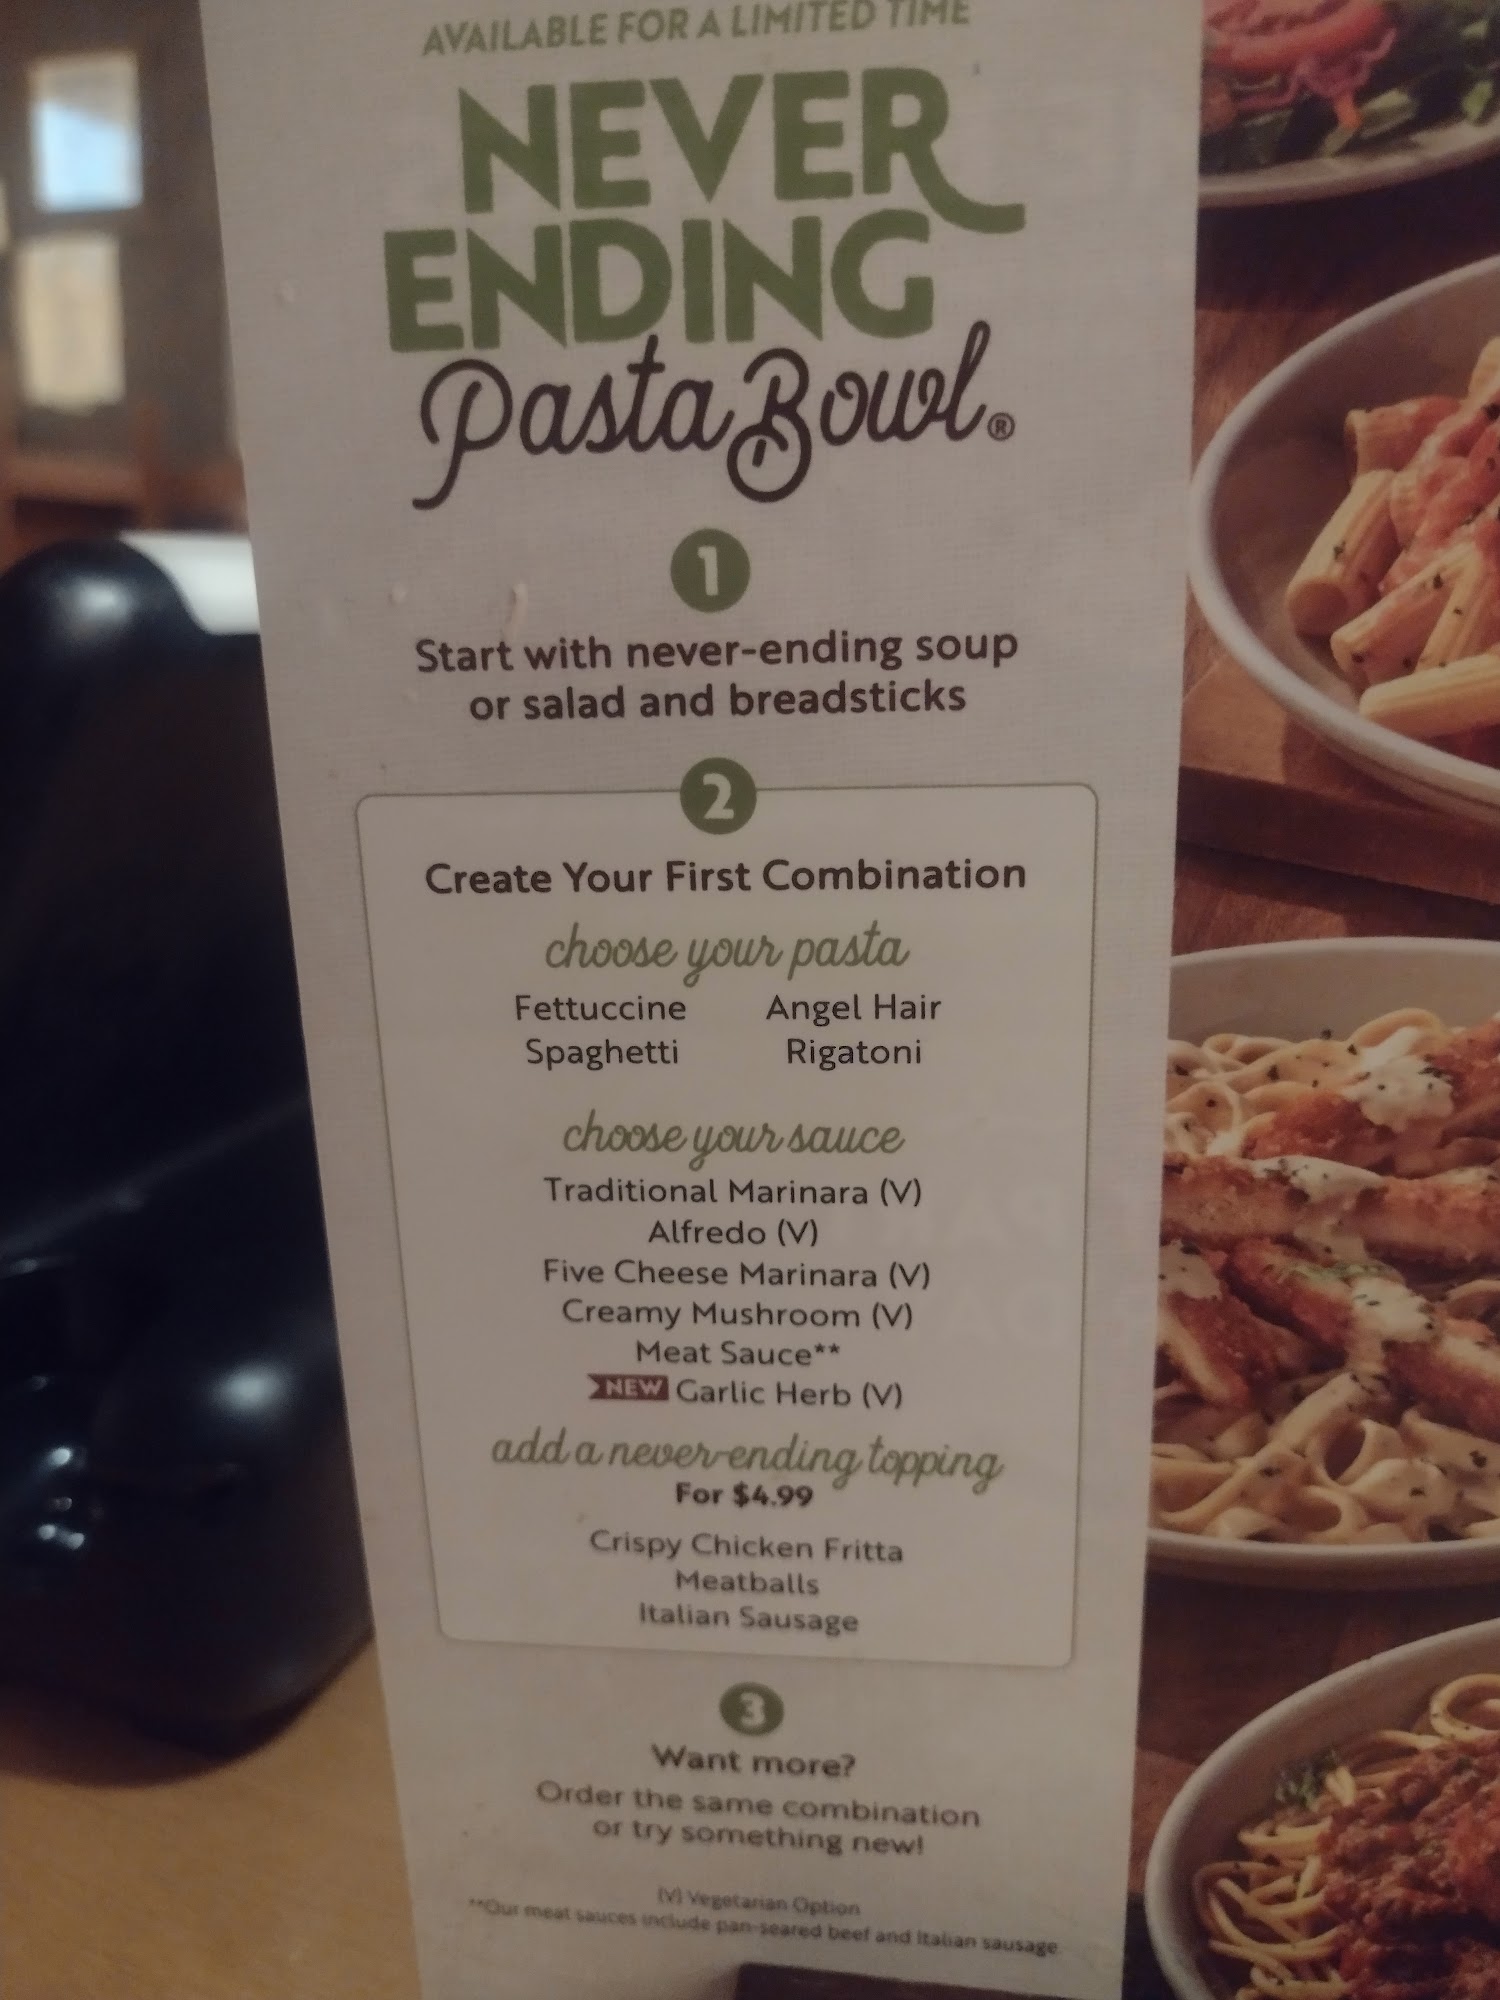 AVAILABLE FOR A LIMITED TIME
NEVER
ENDING
Pasta Bowl®
1
Start with never-ending soup
or salad and breadsticks
2
Create Your First Combination
choose your pasta
Fettuccine Angel Hair
Spaghetti Rigatoni
choose your sauce
Traditional Marinara (V)
Alfredo (V)
Five Cheese Marinara (V)
Creamy Mushroom (V)
Meat Sauce**
NEW Garlic Herb (V)
add a never-ending topping
For $4.99
Crispy Chicken Fritta
Meatballs
Italian Sausage
3
Want more?
Order the same combination
or try something new!
(V) Vegetarian Option
**Our meat sauces include pan-seared beef and Italian sausage